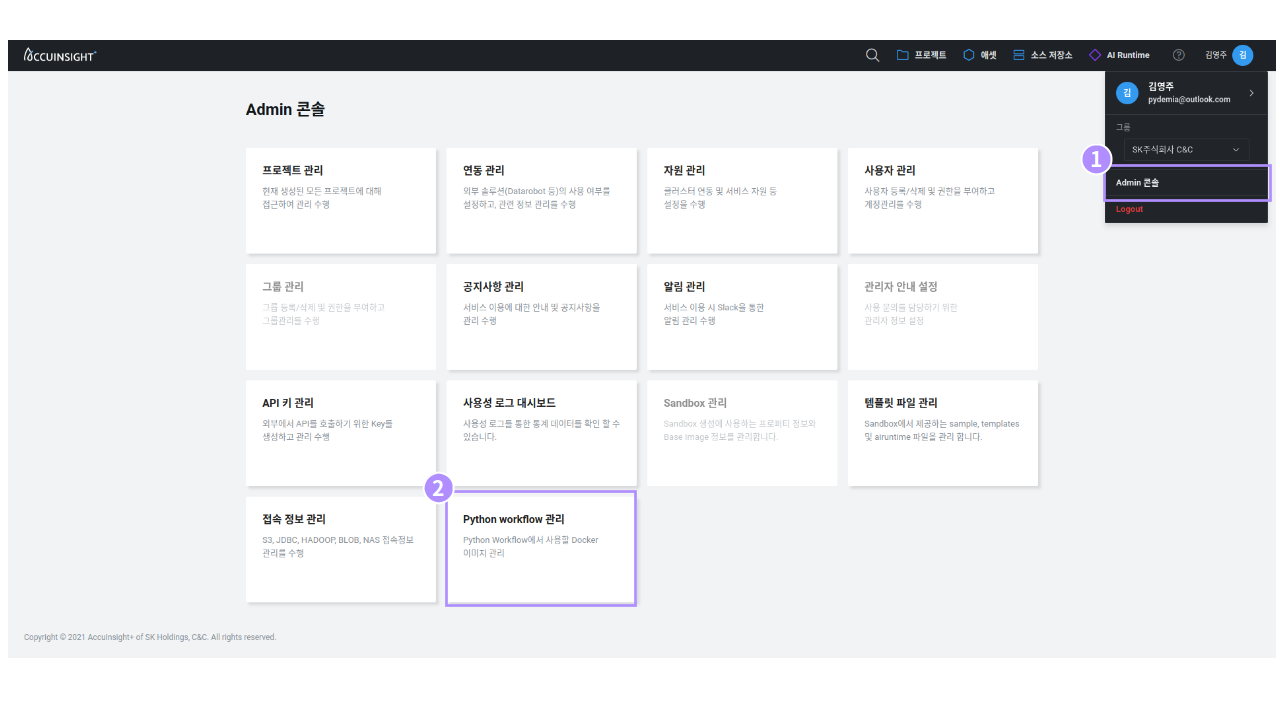 ACCUINSIGHT+
프로젝트
애셋
소스 저장소
AI Runtime
김영주
김
김
김영주
pydemia@outlook.com
그룹
SK주식회사 C&C
1
Admin 콘솔
Logout
Admin 콘솔
프로젝트 관리
현재 생성된 모든 프로젝트에 대해
접근하여 관리 수행
연동 관리
외부 솔루션(Datarobot 등)의 사용 여부를
설정하고, 관련 정보 관리를 수행
자원 관리
클러스터 연동 및 서비스 자원 등
설정을 수행
사용자 관리
사용자 등록/삭제 및 권한을 부여하고
계정관리를 수행
그룹 관리
그룹 등록/삭제 및 권한을 부여하고
그룹관리를 수행
공지사항 관리
서비스 이용에 대한 안내 및 공지사항을
관리 수행
알림 관리
서비스 이용 시 Slack을 통한
알림 관리 수행
관리자 안내 설정
사용 문의를 담당하기 위한
관리자 정보 설정
API 키 관리
외부에서 API를 호출하기 위한 Key를
생성하고 관리 수행
사용성 로그 대시보드
사용성 로그를 통한 통계 데이터를 확인 할 수
있습니다.
Sandbox 관리
Sandbox 생성에 사용하는 프로퍼티 정보와
Base Image 정보를 관리합니다.
템플릿 파일 관리
Sandbox에서 제공하는 sample, templates
및 airuntime 파일을 관리 합니다.
접속 정보 관리
S3, JDBC, HADOOP, BLOB, NAS 접속정보
관리를 수행
2
Python workflow 관리
Python Workflow에서 사용할 Docker
이미지 관리
Copyright © 2021 Accuinsight+ of SK Holdings, C&C. All rights reserved.